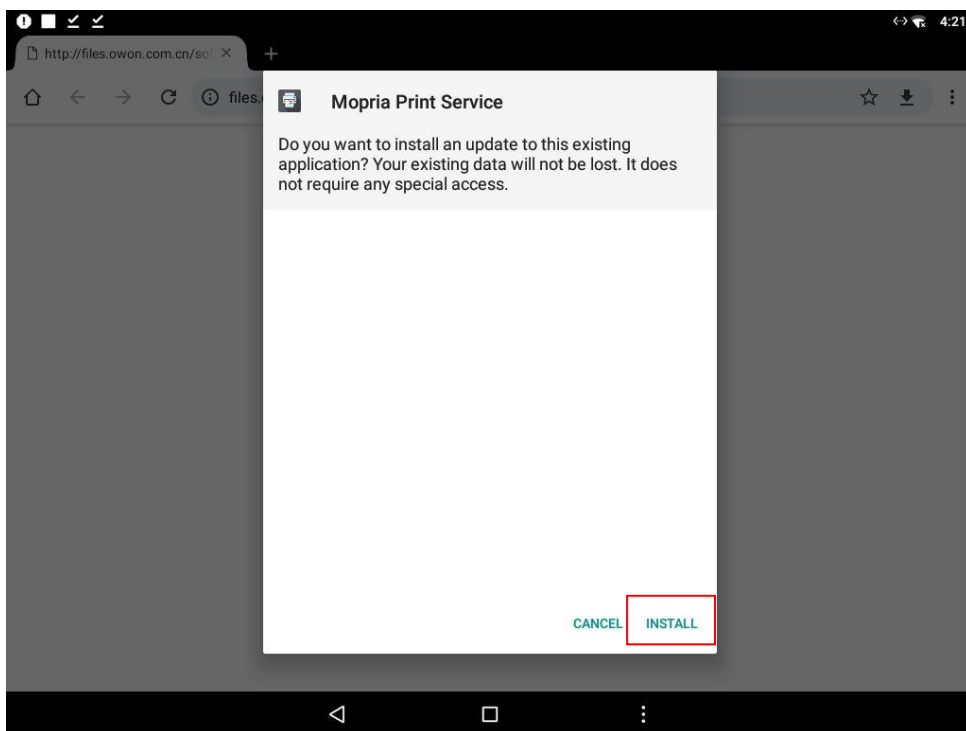 4:21
http://files.owon.com.cn/so
files.
Mopria Print Service
Do you want to install an update to this existing
application? Your existing data will not be lost. It does
not require any special access.
CANCEL INSTALL